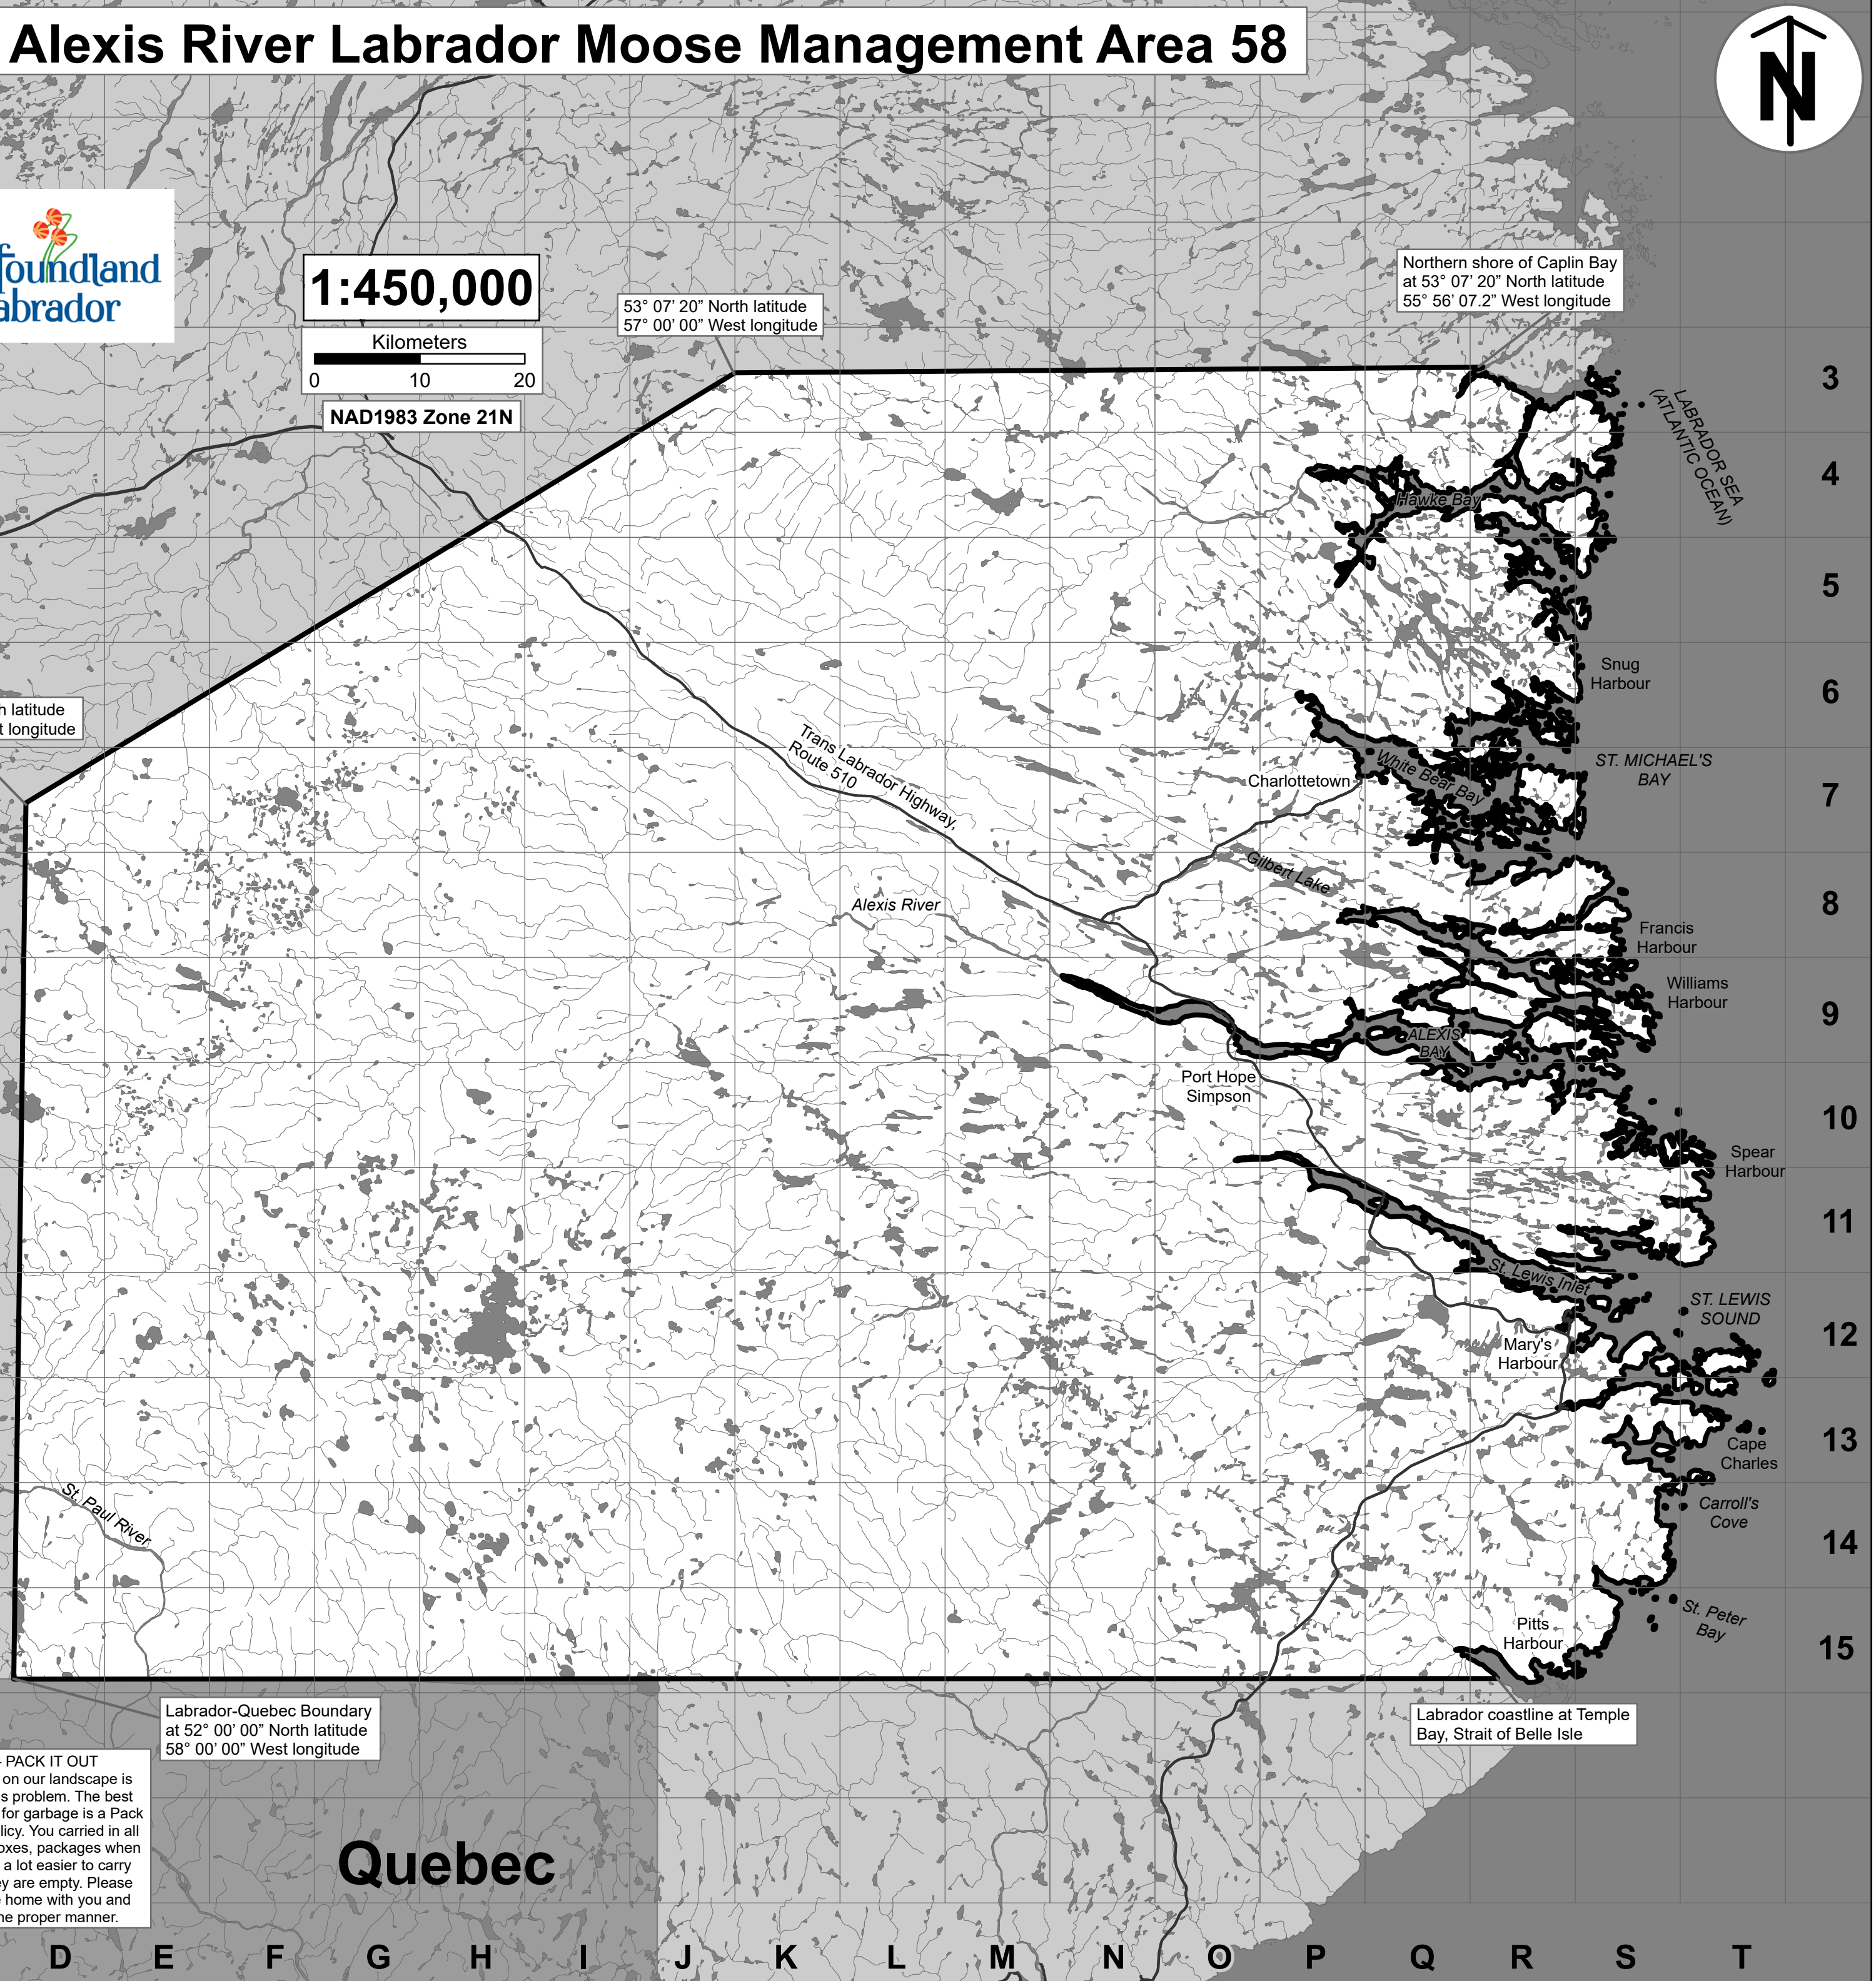 Alexis River Labrador Moose Management Area 58
N
foundland
abrador
1:450,000
Kilometers
0 10 20
NAD1983 Zone 21N
53° 07' 20" North latitude
57° 00' 00" West longitude
Northern shore of Caplin Bay
at 53° 07' 20" North latitude
55° 56' 07.2" West longitude
LABRADOR SEA
(ATLANTIC OCEAN)
3
4
Hawke Bay
5
Snug
Harbour
6
h latitude
t longitude
Trans Labrador Highway,
Route 510
Charlottetown
White Bear Bay
ST. MICHAEL'S
BAY
7
Gilbert Lake
Alexis River
8
Francis
Harbour
Williams
Harbour
9
ALEXIS
BAY
Port Hope
Simpson
10
Spear
Harbour
11
St. Lewis Inlet
ST. LEWIS
SOUND
12
Mary's
Harbour
13
Cape
Charles
St. Paul River
Carroll's
Cove
14
St. Peter
Bay
Pitts
Harbour
15
Labrador-Quebec Boundary
at 52° 00' 00" North latitude
58° 00' 00" West longitude
Labrador coastline at Temple
Bay, Strait of Belle Isle
- PACK IT OUT
on our landscape is
s problem. The best
for garbage is a Pack
licy. You carried in all
oxes, packages when
a lot easier to carry
ey are empty. Please
e home with you and
he proper manner.
Quebec
D E F G H I J K L M N O P Q R S T